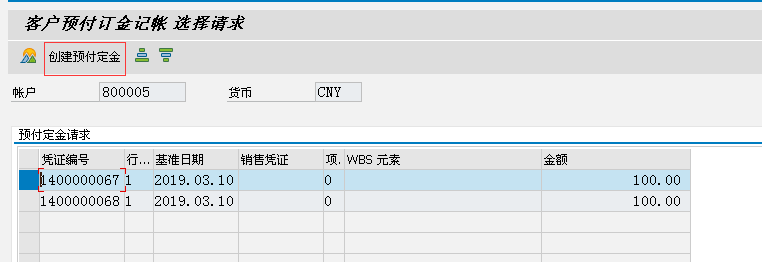 客户预付订金记帐 选择请求
创建预付定金
帐户 800005 货币 CNY
预付定金请求
凭证编号 行... 基准日期 销售凭证 项. WBS 元素 金额
1400000067 1 2019.03.10 0 100.00
1400000068 1 2019.03.10 0 100.00